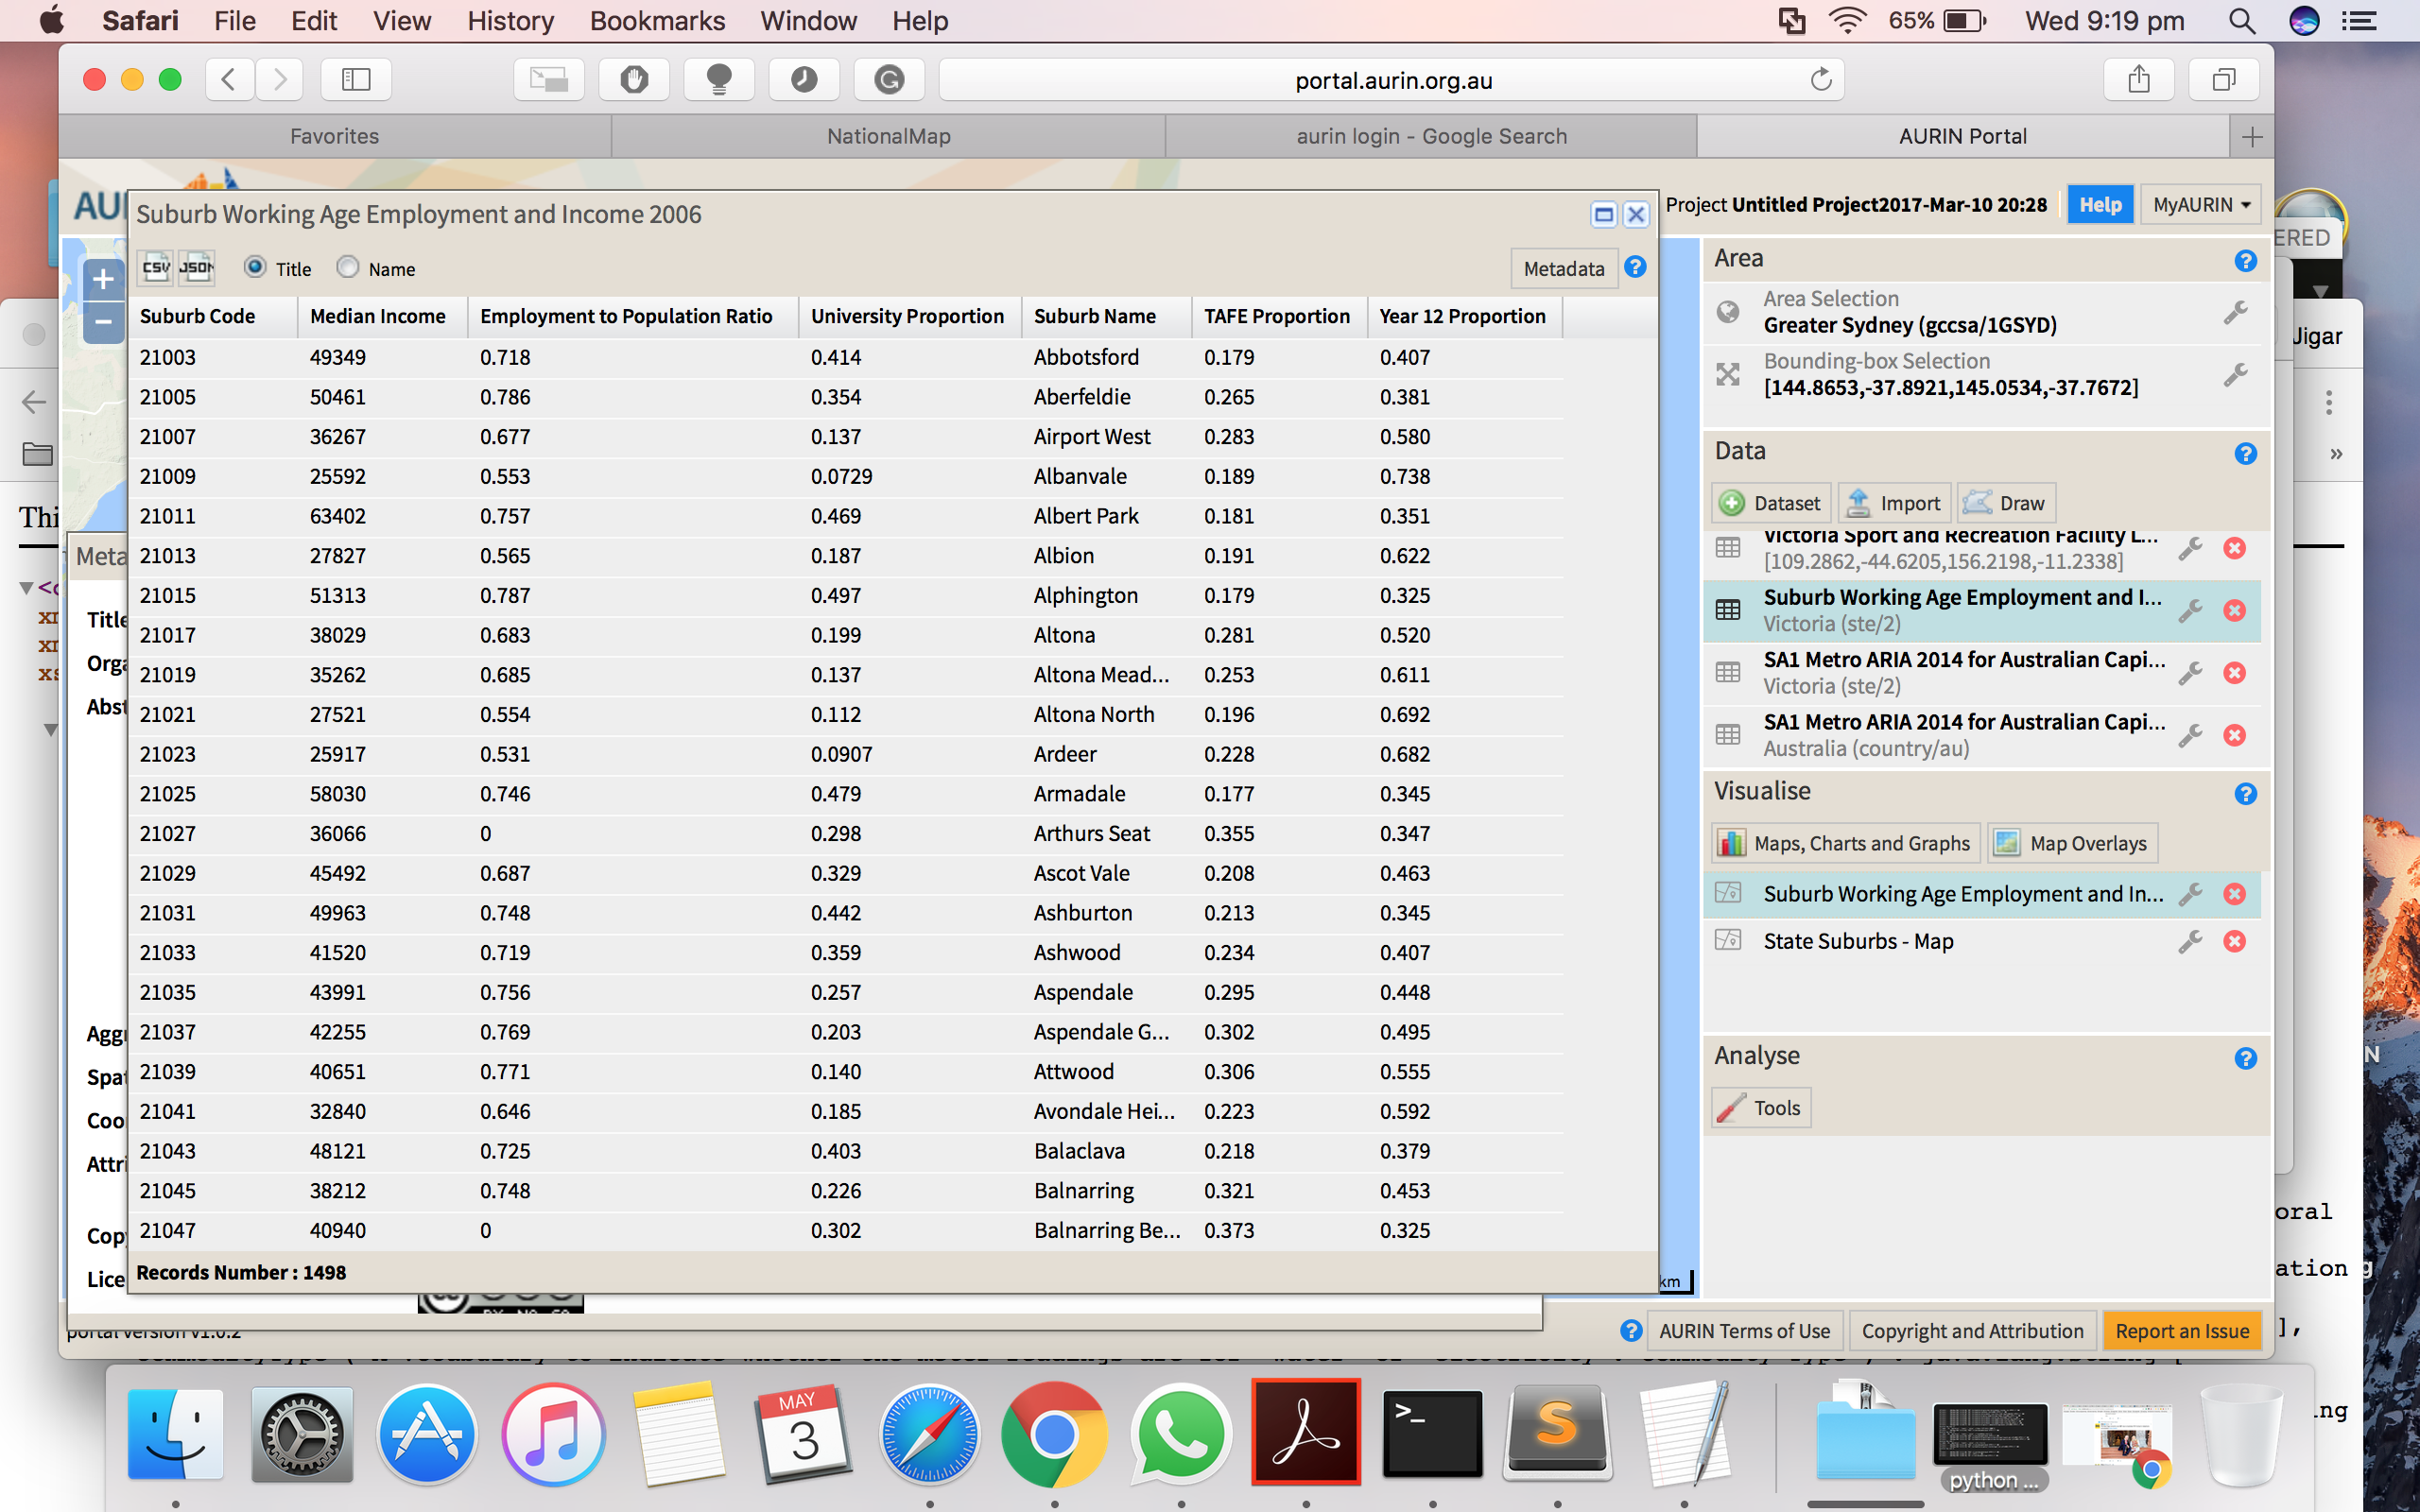 Safari File Edit View History Bookmarks Window Help 65% Wed 9:19 pm
portal.aurin.org.au
Favorites NationalMap aurin login - Google Search AURIN Portal
AU
Suburb Working Age Employment and Income 2006
Project Untitled Project2017-Mar-10 20:28 Help MyAURIN
ERED
CSV JSON Title Name Metadata
Suburb Code Median Income Employment to Population Ratio University Proportion Suburb Name TAFE Proportion Year 12 Proportion
21003 49349 0.718 0.414 Abbotsford 0.179 0.407
21005 50461 0.786 0.354 Aberfeldie 0.265 0.381
21007 36267 0.677 0.137 Airport West 0.283 0.580
21009 25592 0.553 0.0729 Albanvale 0.189 0.738
21011 63402 0.757 0.469 Albert Park 0.181 0.351
21013 27827 0.565 0.187 Albion 0.191 0.622
21015 51313 0.787 0.497 Alphington 0.179 0.325
21017 38029 0.683 0.199 Altona 0.281 0.520
21019 35262 0.685 0.137 Altona Mead... 0.253 0.611
21021 27521 0.554 0.112 Altona North 0.196 0.692
21023 25917 0.531 0.0907 Ardeer 0.228 0.682
21025 58030 0.746 0.479 Armadale 0.177 0.345
21027 36066 0 0.298 Arthurs Seat 0.355 0.347
21029 45492 0.687 0.329 Ascot Vale 0.208 0.463
21031 49963 0.748 0.442 Ashburton 0.213 0.345
21033 41520 0.719 0.359 Ashwood 0.234 0.407
21035 43991 0.756 0.257 Aspendale 0.295 0.448
21037 42255 0.769 0.203 Aspendale G... 0.302 0.495
21039 40651 0.771 0.140 Attwood 0.306 0.555
21041 32840 0.646 0.185 Avondale Hei... 0.223 0.592
21043 48121 0.725 0.403 Balaclava 0.218 0.379
21045 38212 0.748 0.226 Balnarring 0.321 0.453
21047 40940 0 0.302 Balnarring Be... 0.373 0.325
Records Number : 1498
Area
Area Selection
Greater Sydney (gccsa/1GSYD)
Bounding-box Selection
[144.8653,-37.8921,145.0534,-37.7672]
Data
Dataset Import Draw
Victoria Sport and Recreation Facility L...
[109.2862,-44.6205,156.2198,-11.2338]
Suburb Working Age Employment and I...
Victoria (ste/2)
SA1 Metro ARIA 2014 for Australian Capi...
Victoria (ste/2)
SA1 Metro ARIA 2014 for Australian Capi...
Australia (country/au)
Visualise
Maps, Charts and Graphs Map Overlays
Suburb Working Age Employment and In...
State Suburbs - Map
Analyse
Tools
km
Jigar
Thi
Meta
Title
Orga
Abst
Aggr
Spat
Coor
Attri
Copy
Lice
portal version v1.0.2
AURIN Terms of Use Copyright and Attribution Report an Issue
oral
ation
ng
MAY
3
python ...